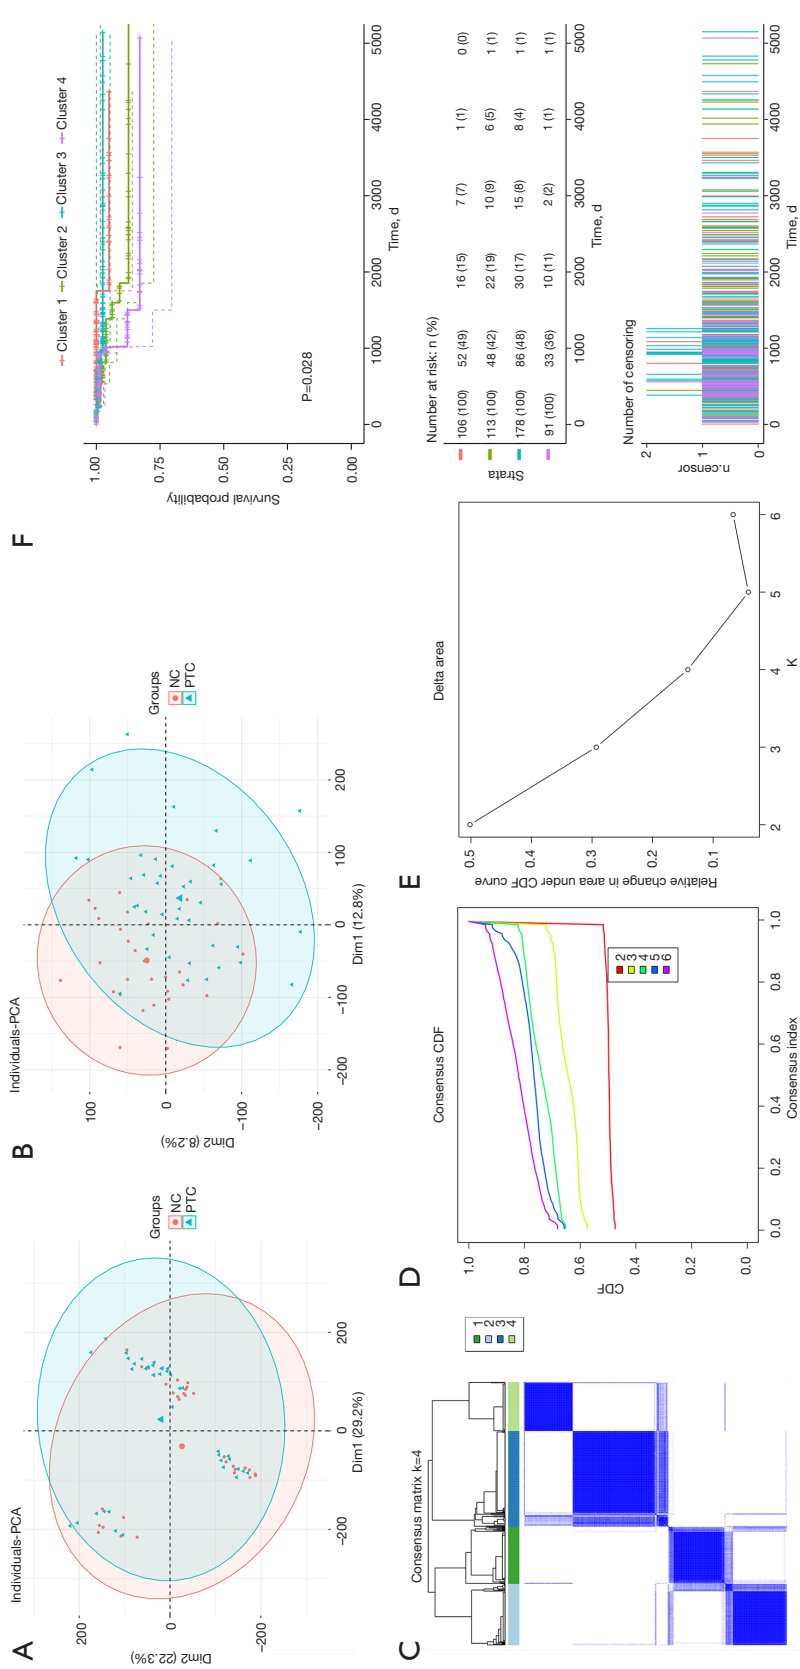 A
Individuals-PCA
Groups
NC
PTC
200
0
−200
Dim2 (22.3%)
−200
0
200
Dim1 (29.2%)
B
Individuals-PCA
Groups
NC
PTC
100
0
−100
−200
Dim2 (8.2%)
−200
−100
0
100
200
Dim1 (12.8%)
C
Consensus matrix k=4
1
2
3
4
D
Consensus CDF
1.0
0.8
0.6
0.4
0.2
0.0
CDF
2
3
4
5
6
0.0
0.2
0.4
0.6
0.8
1.0
Consensus index
E
Delta area
0.5
0.4
0.3
0.2
0.1
Relative change in area under CDF curve
2
3
4
5
6
K
F
Cluster 1 Cluster 2 Cluster 3 Cluster 4
1.00
0.75
0.50
0.25
0.00
Survival probability
P=0.028
0 1000 2000 3000 4000 5000
Time, d
Number at risk: n (%)
106 (100) 52 (49) 16 (15) 7 (7) 1 (1) 0 (0)
113 (100) 48 (42) 22 (19) 10 (9) 6 (5) 1 (1)
178 (100) 86 (48) 30 (17) 15 (8) 8 (4) 1 (1)
91 (100) 33 (36) 10 (11) 2 (2) 1 (1) 1 (1)
Strata
0 1000 2000 3000 4000 5000
Time, d
Number of censoring
2
1
0
n.censor
0 1000 2000 3000 4000 5000
Time, d